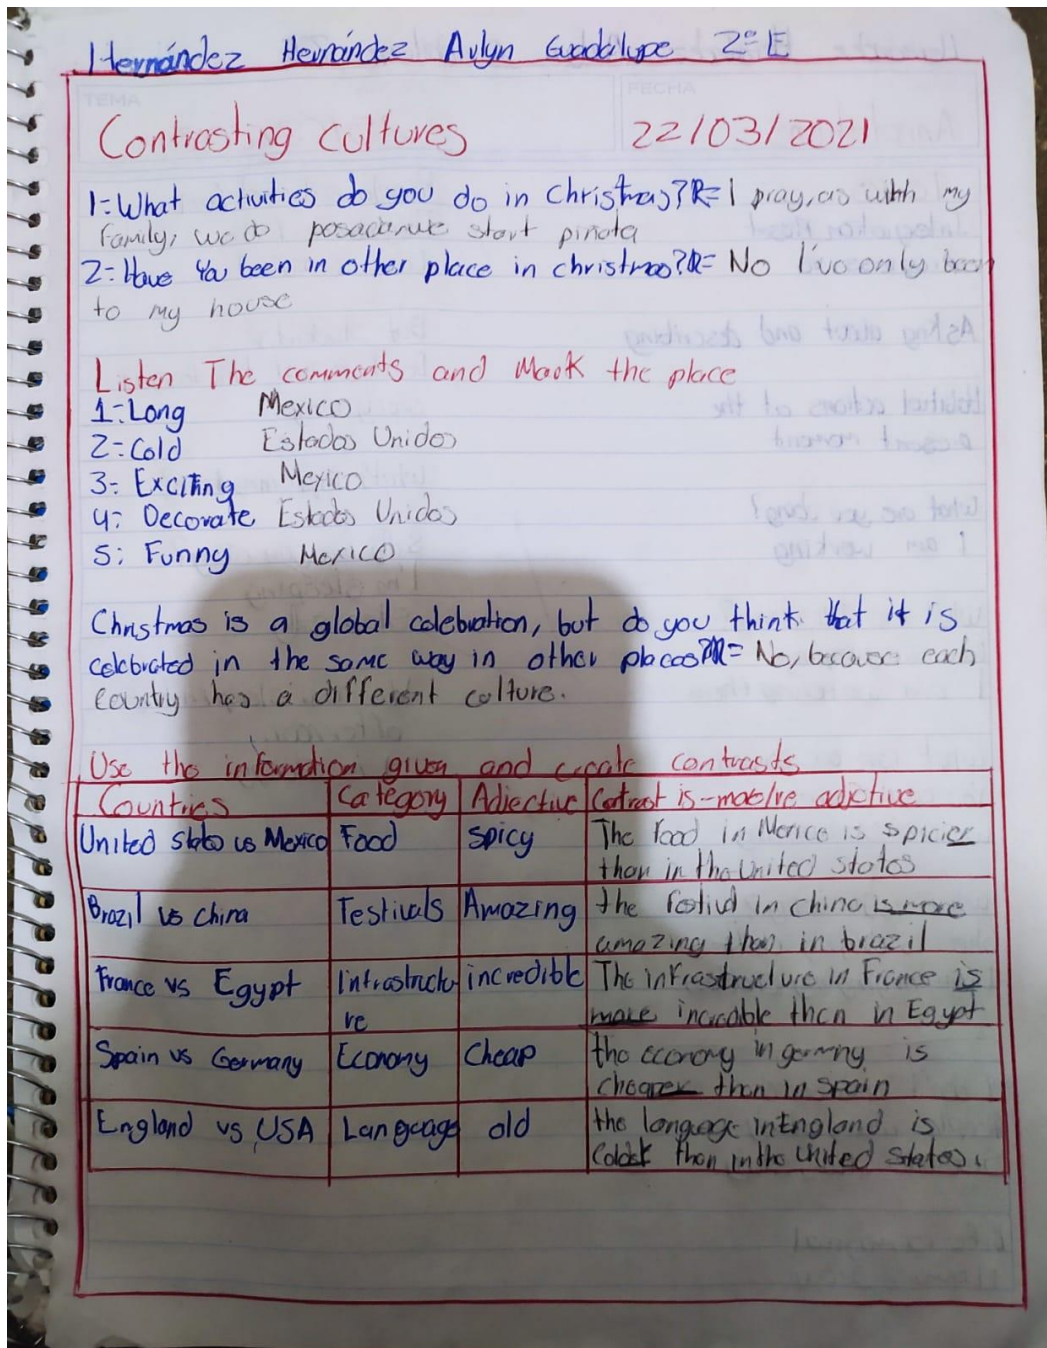 Hernández Hernández Avlyn Guadalupe 2° E
TEMA
FECHA
Contrasting cultures 22/03/2021
1=What activities do you do in Christmas?R= I pray, as with my
family, we do posada, we start piñata
2=Have You been in other place in christmas?R= No I've only been
to my house
Listen The comments and Mark the place
1=Long Mexico
2=Cold Estados Unidos
3= Exciting Mexico
4= Decorate Estados Unidos
5= Funny Mexico
Christmas is a global celebration, but do you think that it is
celebrated in the same way in other places?R= No, because each
country has a different culture.
Use the information given and create contrasts
Countries Category Adjective Contrast is-more/re adjctive
United States vs Mexico Food spicy The food in Mexico is spicier
than in the United states
Brazil vs china Festivals Amazing the festival in china is more
amazing than in brazil
France vs Egypt Iinfrastructu incredible The infrastructure in France is
re more incredible then in Egypt
Spain vs Germany Economy Cheap the economy in germny is
cheaper than in spain
England vs USA Language old the language in England is
than in the united states.